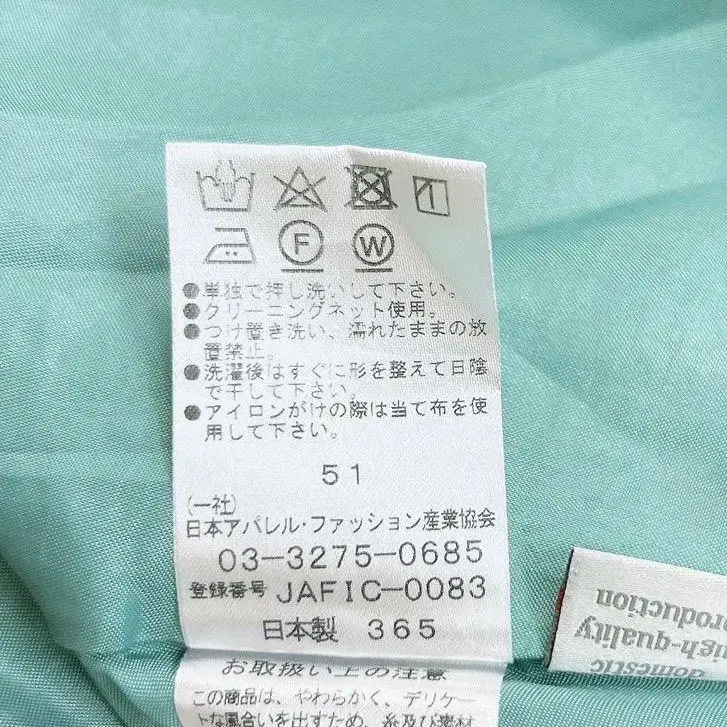 F
W
●単独で押し洗いして下さい。
●クリーニングネット使用。
●つけ置き洗い、濡れたままの放
置禁止。
●洗濯後はすぐに形を整えて日陰
で干して下さい。
●アイロンがけの際は当て布を使
用して下さい。
51
(一社)
日本アパレル・ファッション産業協会
03-3275-0685
登録番号 JAFIC-0083
日本製 365
お取扱い上の注意
この商品は、やわらかく、デリケー
トな風合いを出すため、糸及び素材
domestic
ugh-quality
production